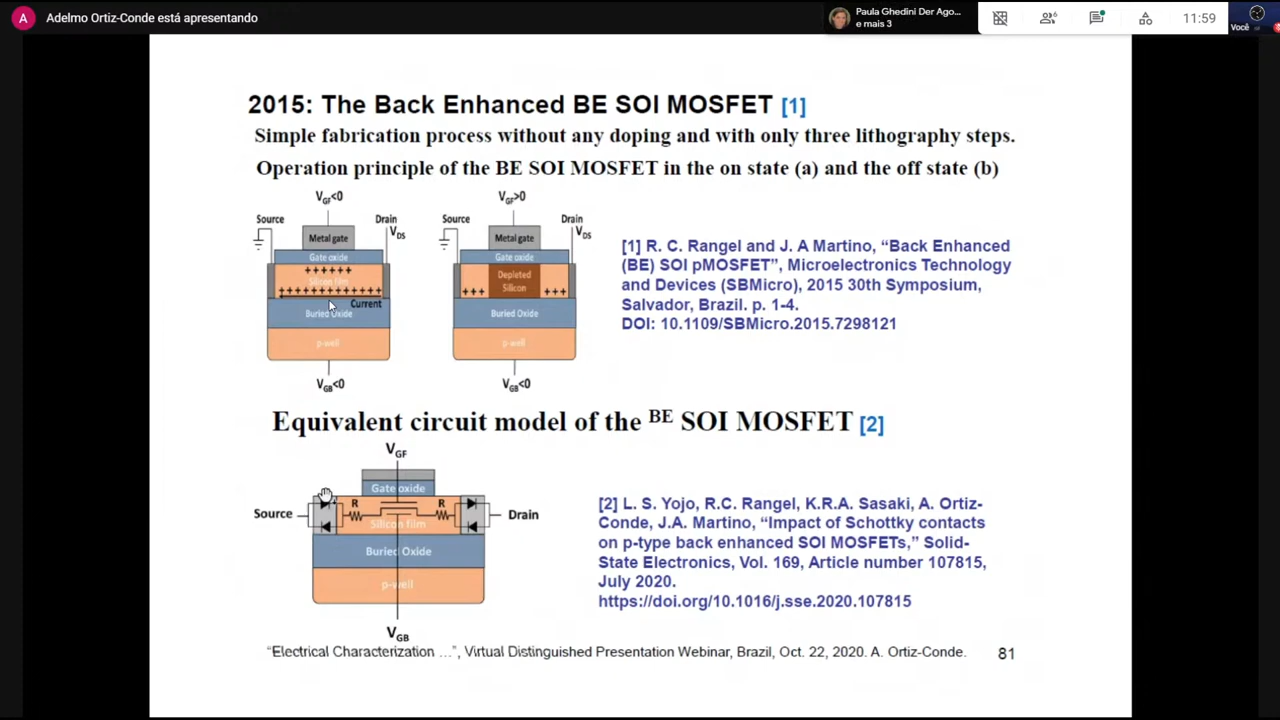 A Adelmo Ortiz-Conde está apresentando
Paula Ghedini Der Ago...
e mais 3
6
11:59
Você
2015: The Back Enhanced BE SOI MOSFET [1]
Simple fabrication process without any doping and with only three lithography steps.
Operation principle of the BE SOI MOSFET in the on state (a) and the off state (b)
VGF<0
Source
Drain
VDS
Metal gate
Gate oxide
++++++
Silicon film
Current
Buried Oxide
p-well
VGB<0
VGF>0
Source
Drain
VDS
Metal gate
Gate oxide
Depleted
Silicon
+++ +++
Buried Oxide
p-well
VGB<0
[1] R. C. Rangel and J. A Martino, “Back Enhanced
(BE) SOI pMOSFET”, Microelectronics Technology
and Devices (SBMicro), 2015 30th Symposium,
Salvador, Brazil. p. 1-4.
DOI: 10.1109/SBMicro.2015.7298121
Equivalent circuit model of the BE SOI MOSFET [2]
VGF
Gate oxide
Source
R
R
Drain
Silicon film
Buried Oxide
p-well
VGB
[2] L. S. Yojo, R.C. Rangel, K.R.A. Sasaki, A. Ortiz-
Conde, J.A. Martino, “Impact of Schottky contacts
on p-type back enhanced SOI MOSFETs,” Solid-
State Electronics, Vol. 169, Article number 107815,
July 2020.
https://doi.org/10.1016/j.sse.2020.107815
“Electrical Characterization ...”, Virtual Distinguished Presentation Webinar, Brazil, Oct. 22, 2020. A. Ortiz-Conde.
81